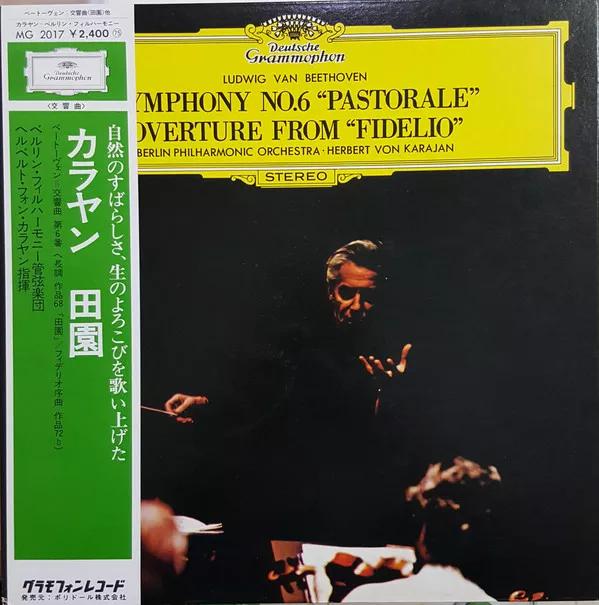 ベートーヴェン:交響曲〈田園〉他
カラヤン・ベルリン・フィルハーモニー
MG 2017 ￥2,400 ㊄
Deutsche
Grammophon
〈交響曲〉
自然のすばらしさ、生のよろこびを歌い上げた
カラヤン 田園
ベートーヴェン=交響曲 第6番 ヘ長調 作品68「田園」/フィデリオ序曲 作品72b
ベルリン・フィルハーモニー管弦楽団
ヘルベルト・フォン・カラヤン指揮
グラモフォンレコード
発売元:ポリドール株式会社
Deutsche
Grammophon
LUDWIG VAN BEETHOVEN
YMPHONY NO.6 “PASTORALE”
OVERTURE FROM “FIDELIO”
BERLIN PHILHARMONIC ORCHESTRA · HERBERT VON KARAJAN
STEREO